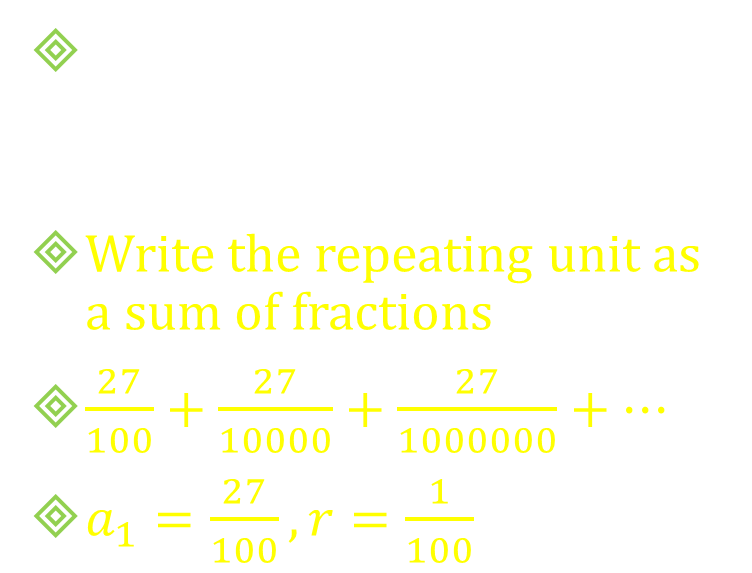 Write the repeating unit as
a sum of fractions
27/100 + 27/10000 + 27/1000000 + ⋯
a₁ = 27/100, r = 1/100